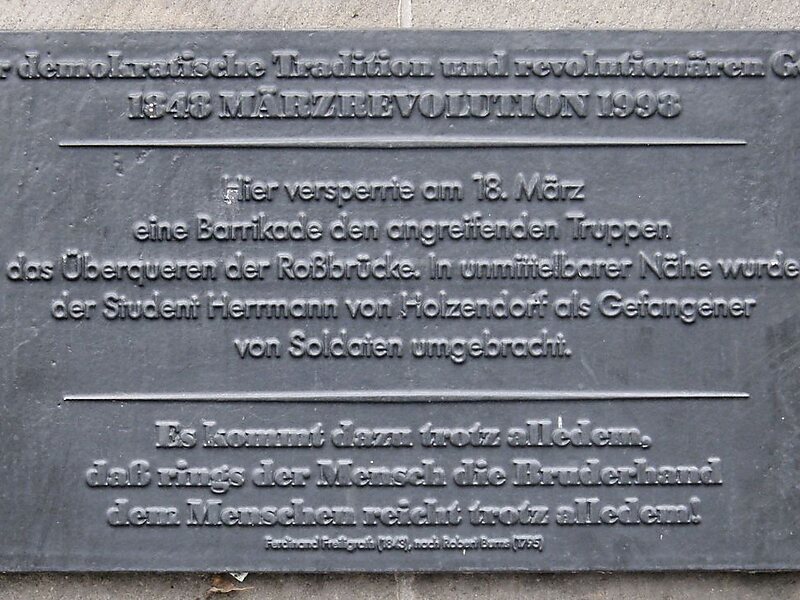 demokratische Tradition und revolutionären
1848 MÄRZREVOLUTION 1998
Hier versperrte am 18. März
eine Barrikade den angreifenden Truppen
das Überqueren der Roßbrücke. In unmittelbarer Nähe wurde
der Student Herrmann von Holzendorf als Gefangener
von Soldaten umgebracht.
Es kommt dazu trotz alledem,
daß rings der Mensch die Bruderhand
dem Menschen reicht trotz alledem!
Ferdinand Freiligrath (1843), nach Robert Burns (1795)